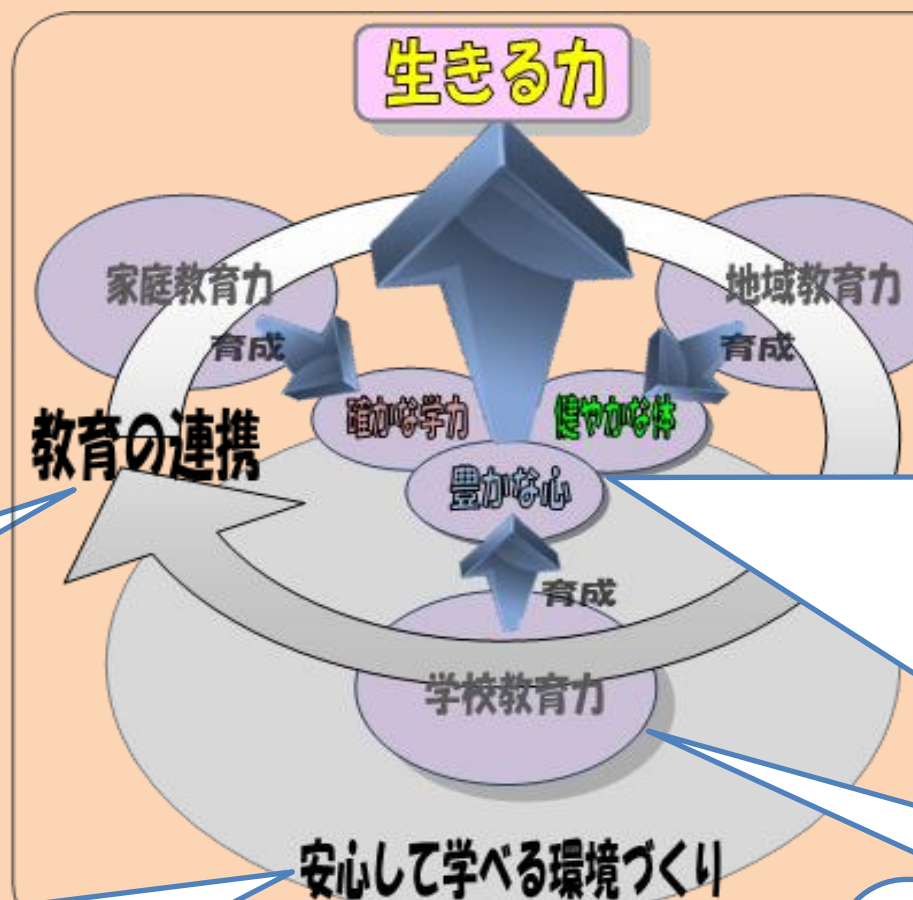 生きる力
家庭教育力
地域教育力
育成
育成
確かな学力
健やかな体
教育の連携
豊かな心
育成
学校教育力
安心して学べる環境づくり